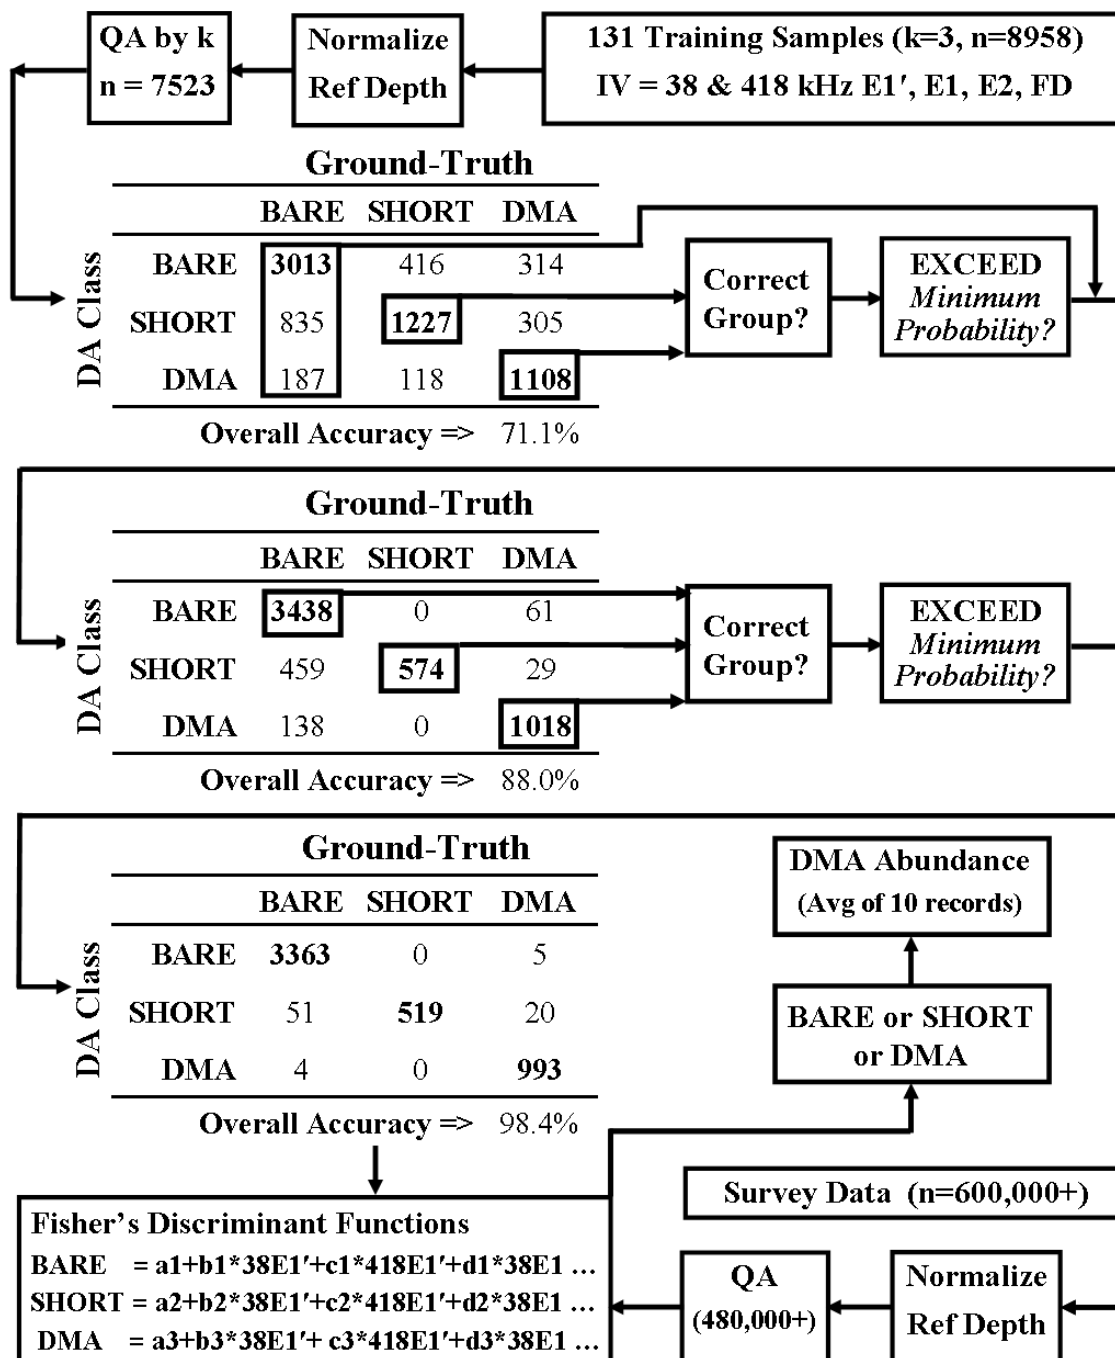 QA by k
n = 7523
Normalize
Ref Depth
131 Training Samples (k=3, n=8958)
IV = 38 & 418 kHz E1′, E1, E2, FD
Ground-Truth
BARE SHORT DMA
DA Class
BARE 3013 416 314
SHORT 835 1227 305
DMA 187 118 1108
Overall Accuracy => 71.1%
Correct
Group?
EXCEED
Minimum
Probability?
Ground-Truth
BARE SHORT DMA
DA Class
BARE 3438 0 61
SHORT 459 574 29
DMA 138 0 1018
Overall Accuracy => 88.0%
Correct
Group?
EXCEED
Minimum
Probability?
Ground-Truth
BARE SHORT DMA
DA Class
BARE 3363 0 5
SHORT 51 519 20
DMA 4 0 993
Overall Accuracy => 98.4%
DMA Abundance
(Avg of 10 records)
BARE or SHORT
or DMA
Survey Data (n=600,000+)
Normalize
Ref Depth
QA
(480,000+)
Fisher's Discriminant Functions
BARE = a1+b1*38E1′+c1*418E1′+d1*38E1 ...
SHORT = a2+b2*38E1′+c2*418E1′+d2*38E1 ...
DMA = a3+b3*38E1′+ c3*418E1′+d3*38E1 ...